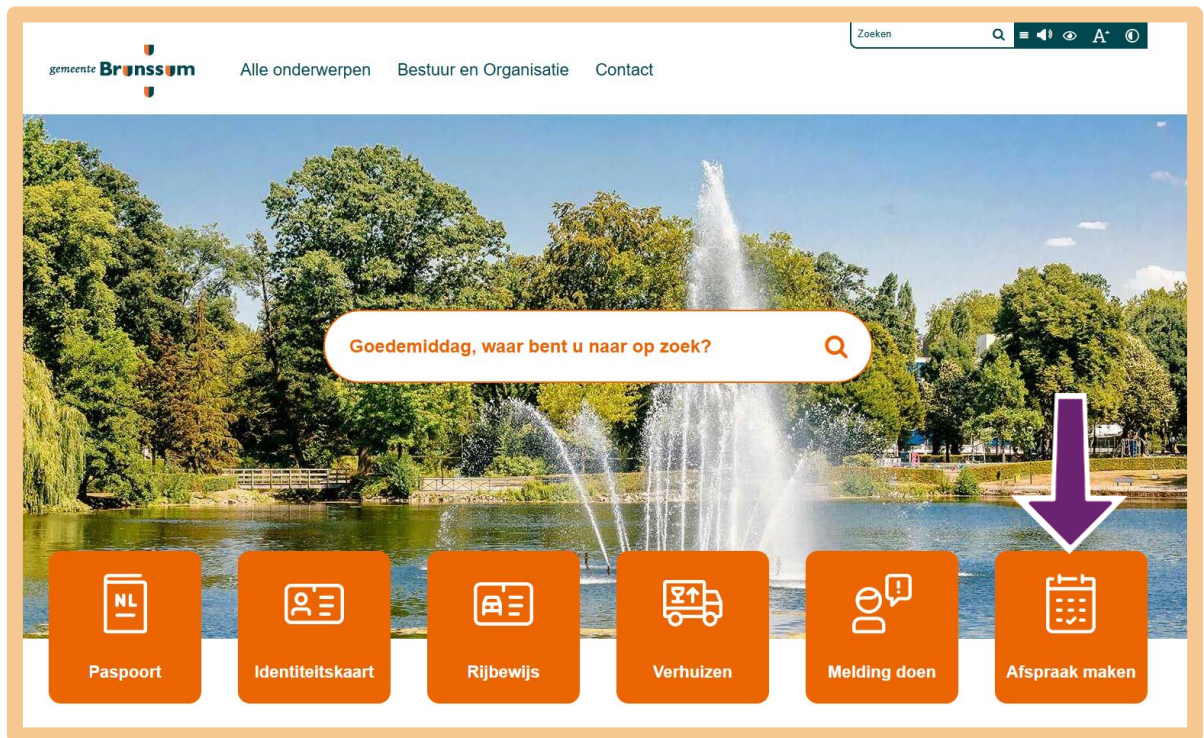 Zoeken
A
gemeente Brunssum
Alle onderwerpen Bestuur en Organisatie Contact
Goedemiddag, waar bent u naar op zoek?
NL
Paspoort Identiteitskaart Rijbewijs Verhuizen Melding doen Afspraak maken